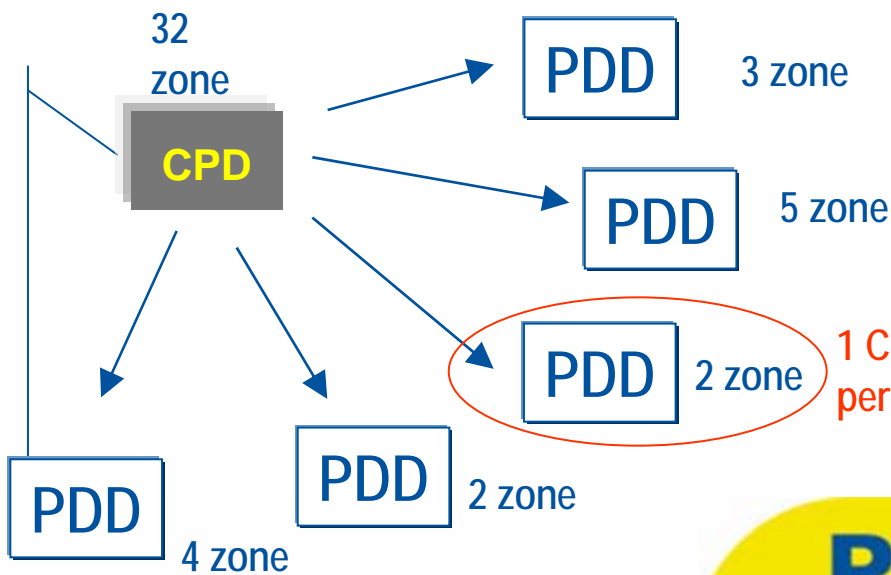 32
zone
CPD
PDD
3 zone
PDD
5 zone
PDD
2 zone
1 C
per
PDD
2 zone
PDD
4 zone